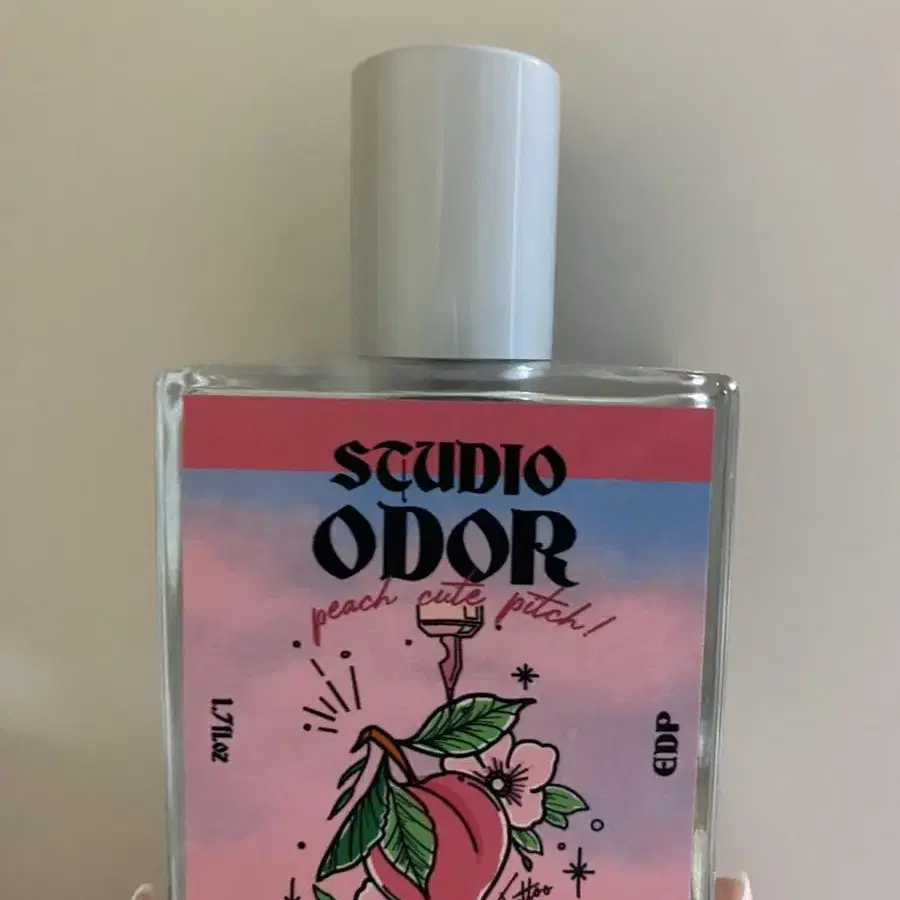 STUDIO
ODOR
peach cute pitch!
1.7fl.oz
EDP